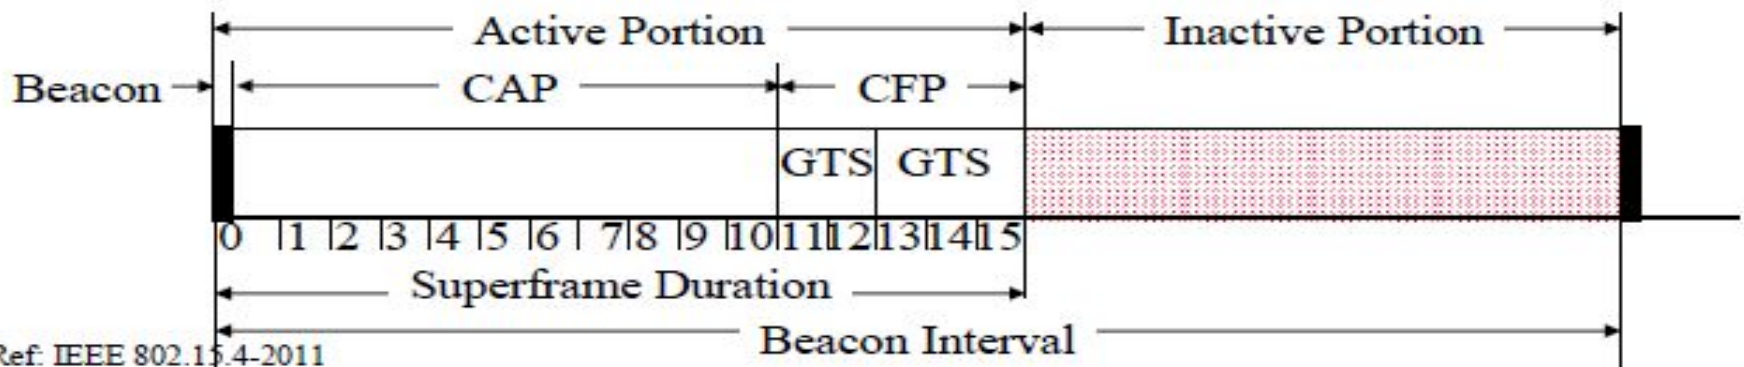 Active Portion Inactive Portion
Beacon CAP CFP
GTS GTS
0 1 2 3 4 5 6 7 8 9 10 11 12 13 14 15
Superframe Duration
Beacon Interval
Ref: IEEE 802.15.4-2011